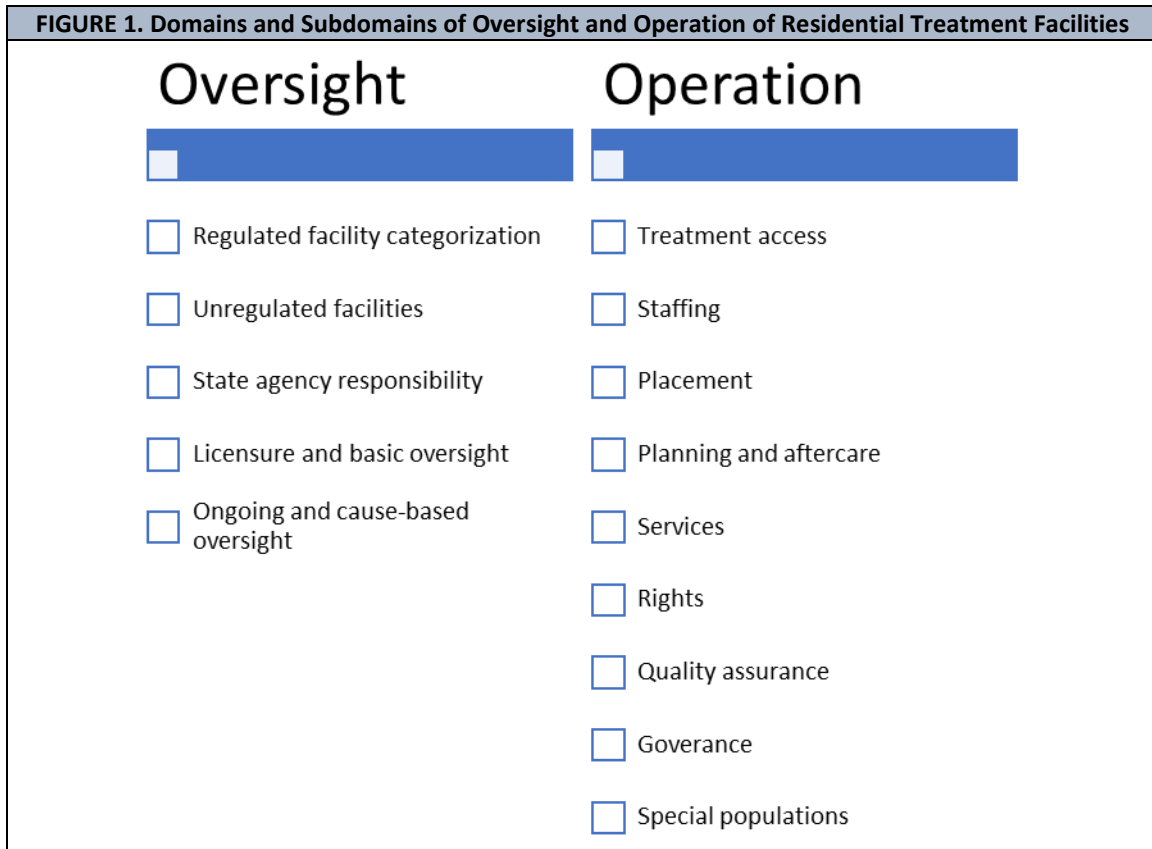 FIGURE 1. Domains and Subdomains of Oversight and Operation of Residential Treatment Facilities
Oversight
Regulated facility categorization
Unregulated facilities
State agency responsibility
Licensure and basic oversight
Ongoing and cause-based
oversight
Operation
Treatment access
Staffing
Placement
Planning and aftercare
Services
Rights
Quality assurance
Goverance
Special populations